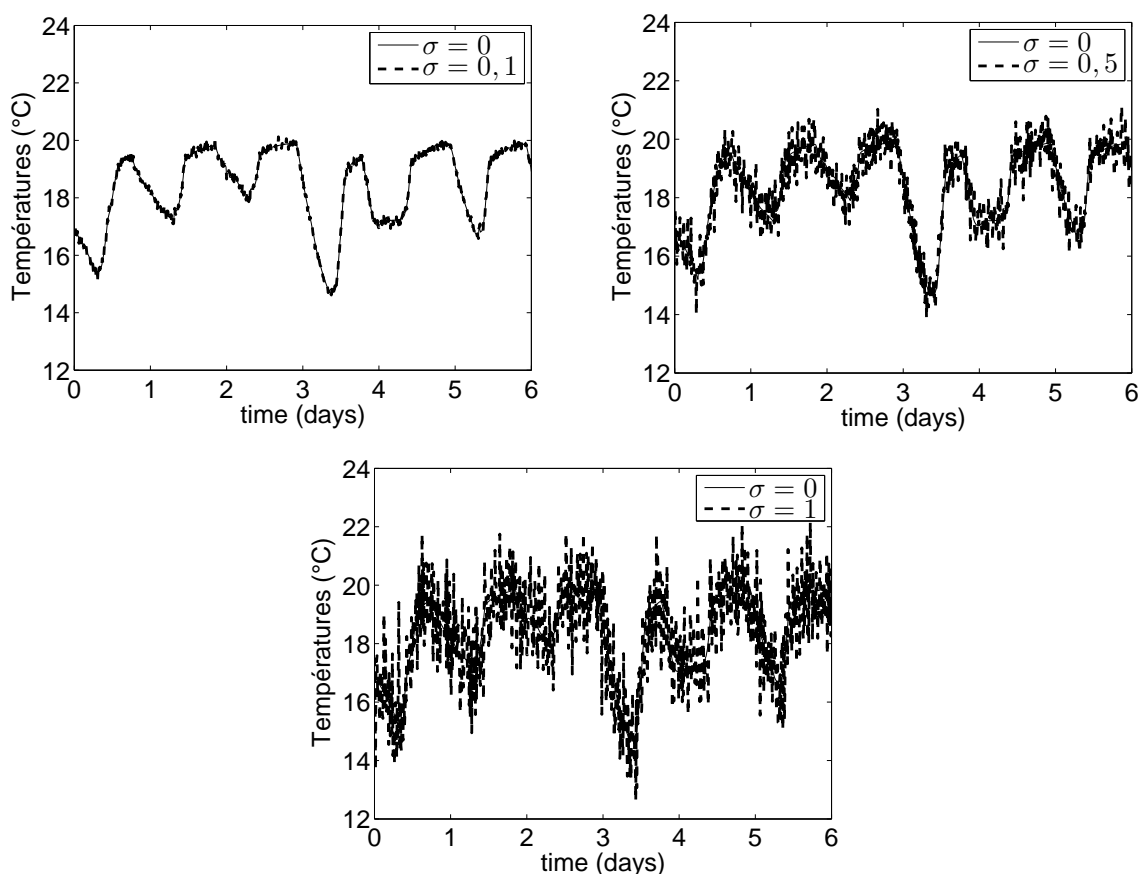 24
22
20
18
16
14
12
Températures (°C)
0 1 2 3 4 5 6
time (days)
σ = 0
σ = 0, 1
24
22
20
18
16
14
12
Températures (°C)
0 1 2 3 4 5 6
time (days)
σ = 0
σ = 0, 5
24
22
20
18
16
14
12
Températures (°C)
0 1 2 3 4 5 6
time (days)
σ = 0
σ = 1